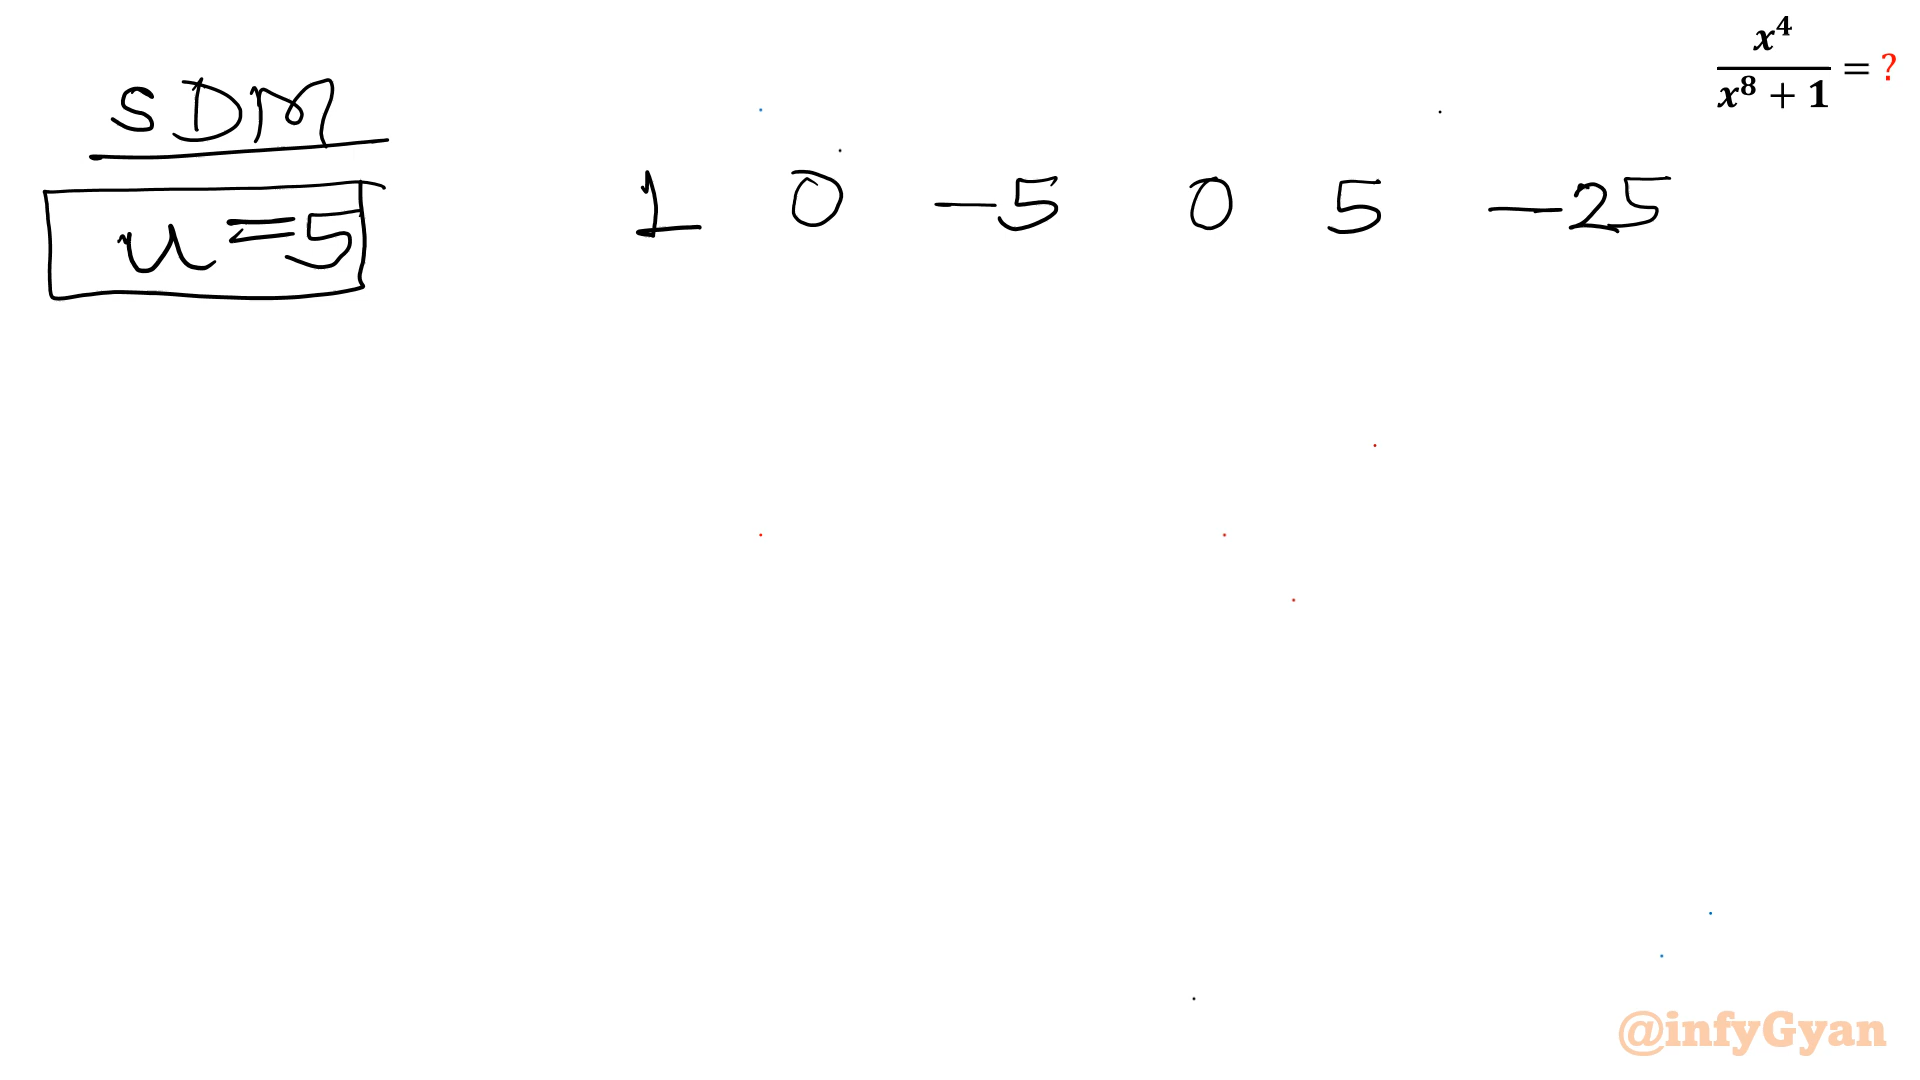 x⁴/(x⁸ + 1) = ?
SDM
u = 5
1 0 −5 0 5 −25
@infyGyan